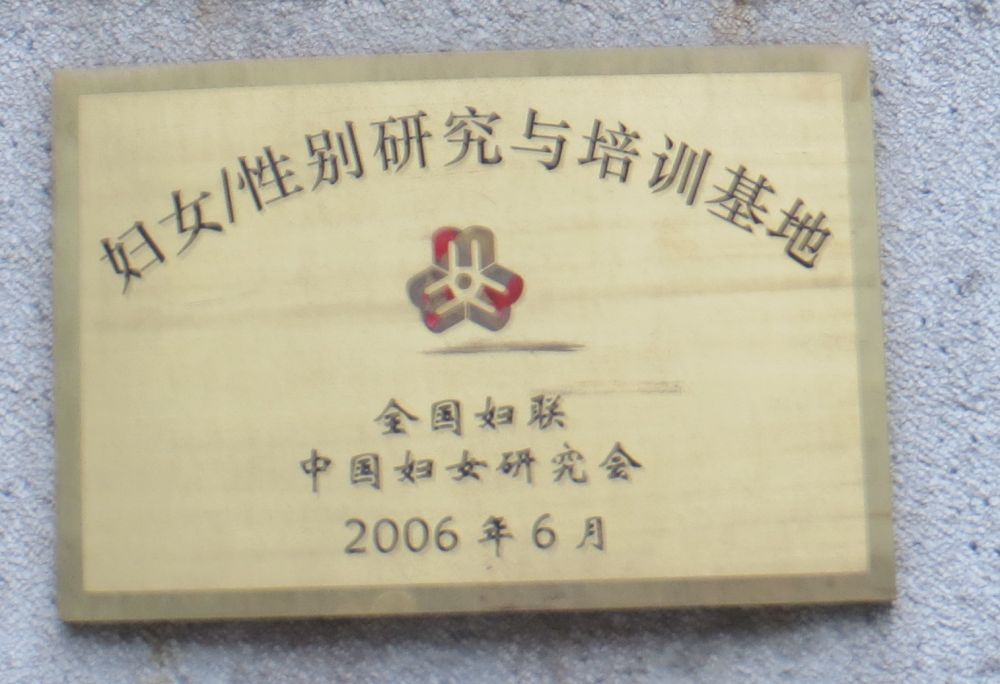 妇女/性别研究与培训基地
全国妇联
中国妇女研究会
2006年6月